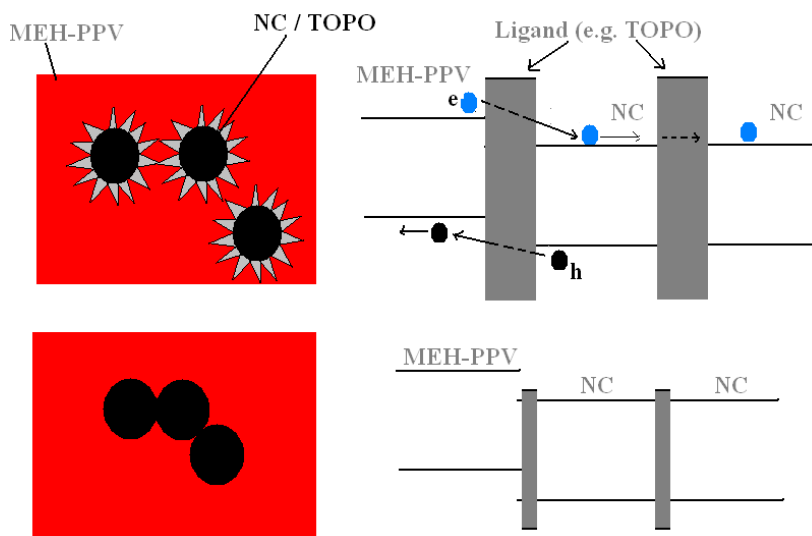 MEH-PPV
NC / TOPO
Ligand (e.g. TOPO)
MEH-PPV
e
NC
NC
h
MEH-PPV
NC
NC